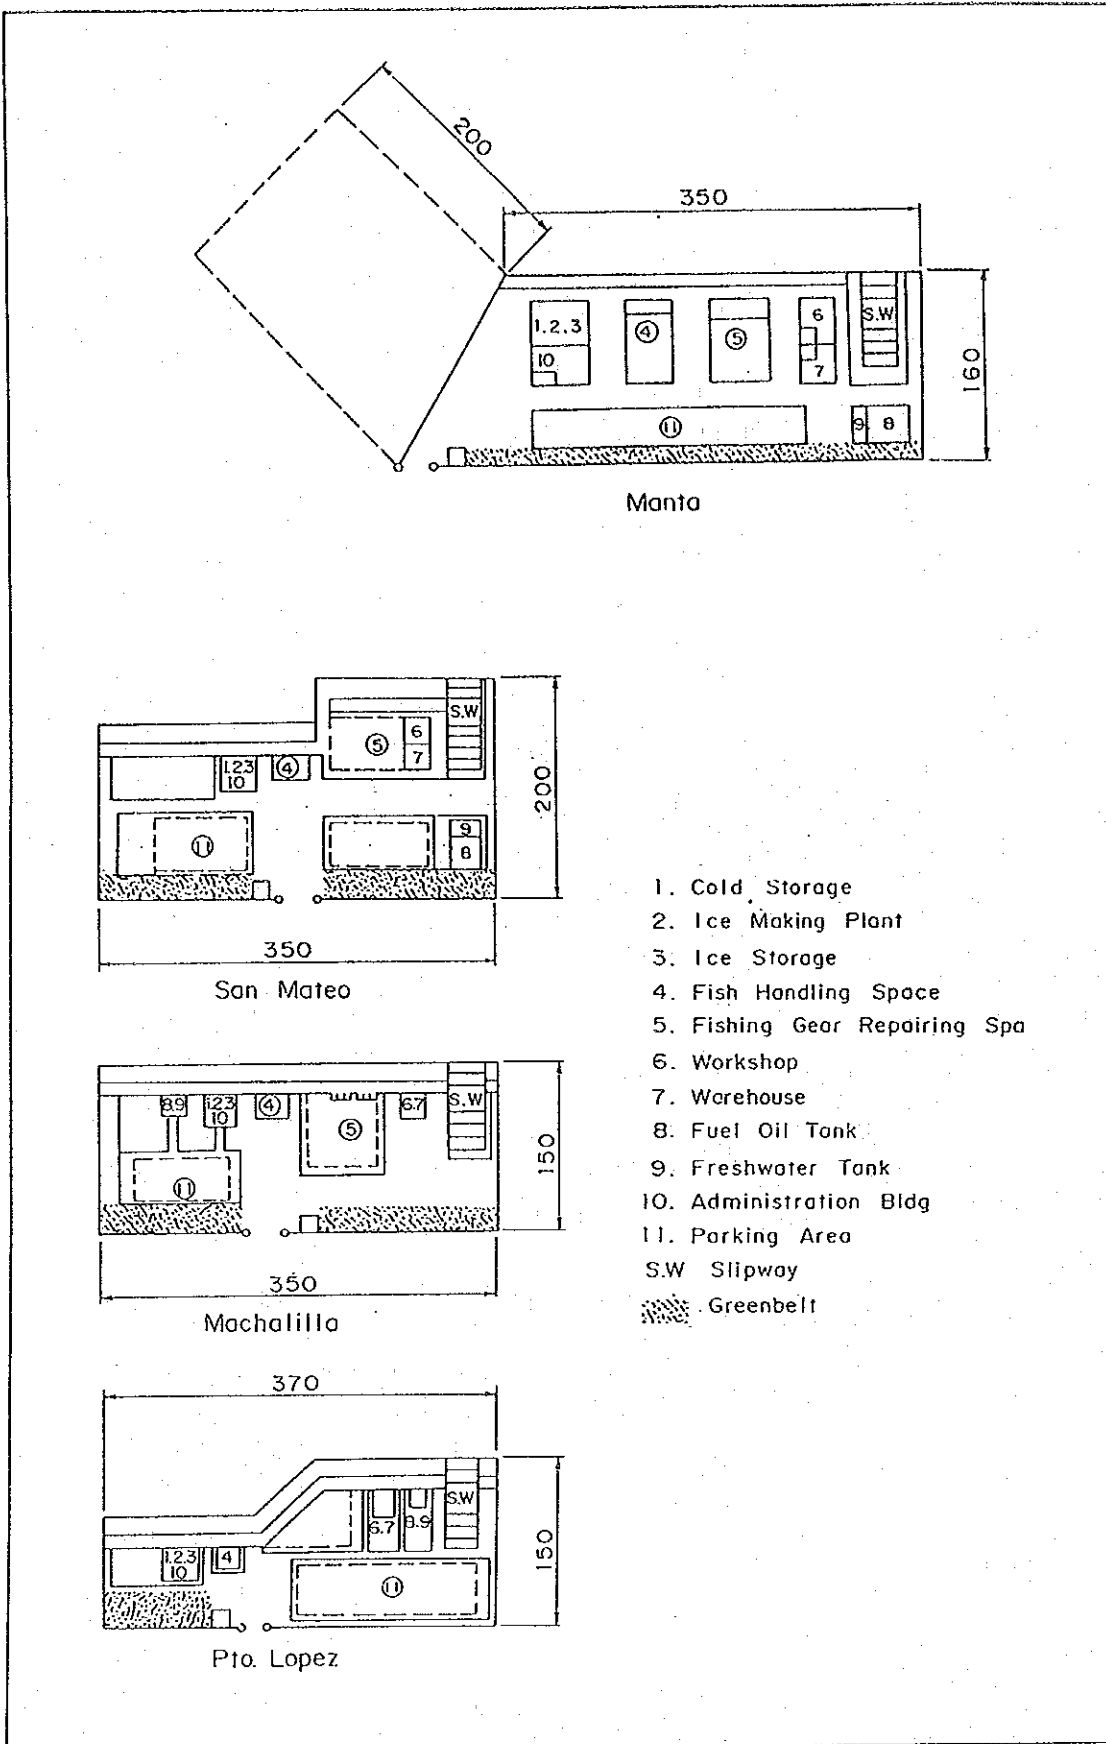 200
350
1.2.3
4
5
6
S.W
10
7
160
11
9
8
Manta
S.W
6
5
7
1.2.3
10
4
200
11
9
8
350
San Mateo
8.9
1.2.3
10
4
6.7
S.W
5
150
11
350
Machalilla
370
S.W
6.7
8.9
1.2.3
10
4
150
11
Pto. Lopez
1. Cold Storage
2. Ice Making Plant
3. Ice Storage
4. Fish Handling Space
5. Fishing Gear Repairing Spa
6. Workshop
7. Warehouse
8. Fuel Oil Tank
9. Freshwater Tank
10. Administration Bldg
11. Parking Area
S.W Slipway
Greenbelt